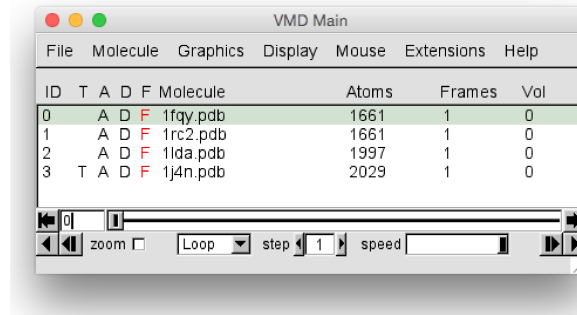 VMD Main
File Molecule Graphics Display Mouse Extensions Help
ID T A D F Molecule Atoms Frames Vol
0 A D F 1fqy.pdb 1661 1 0
1 A D F 1rc2.pdb 1661 1 0
2 A D F 1lda.pdb 1997 1 0
3 T A D F 1j4n.pdb 2029 1 0
0
zoom Loop step 1 speed